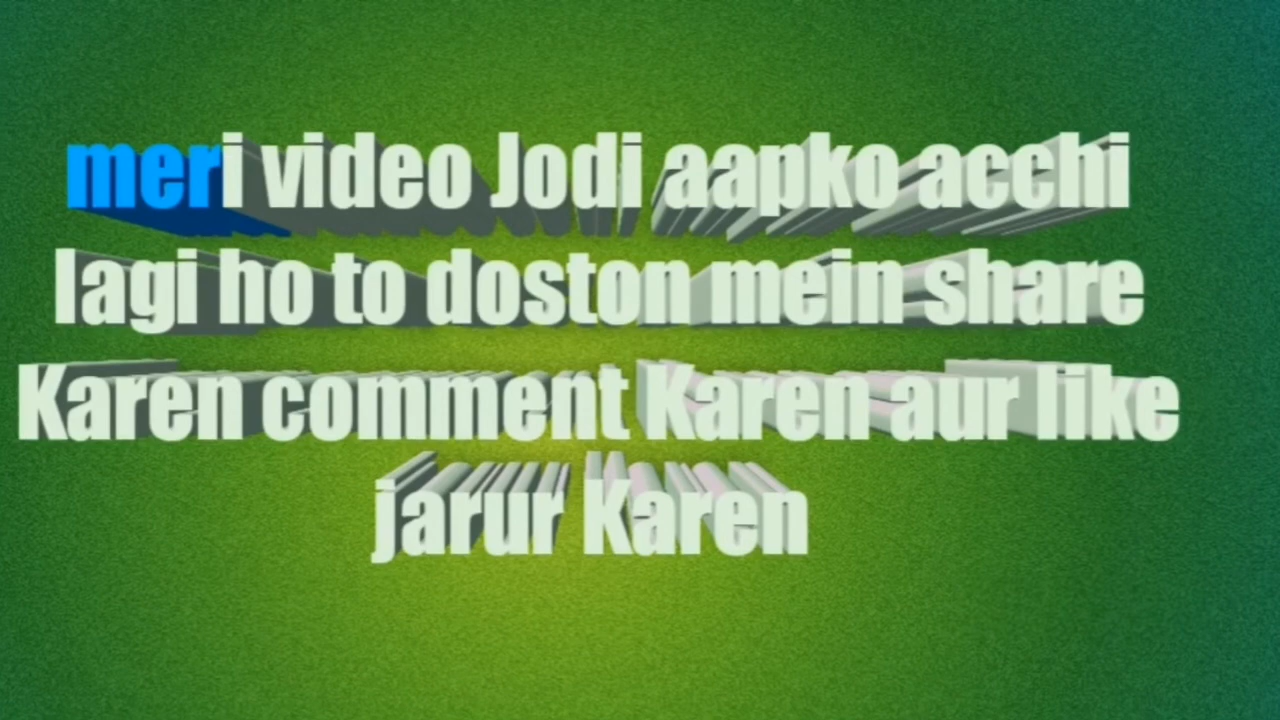 meri video Jodi aapko acchi
lagi ho to doston mein share
Karen comment Karen aur like
jarur Karen